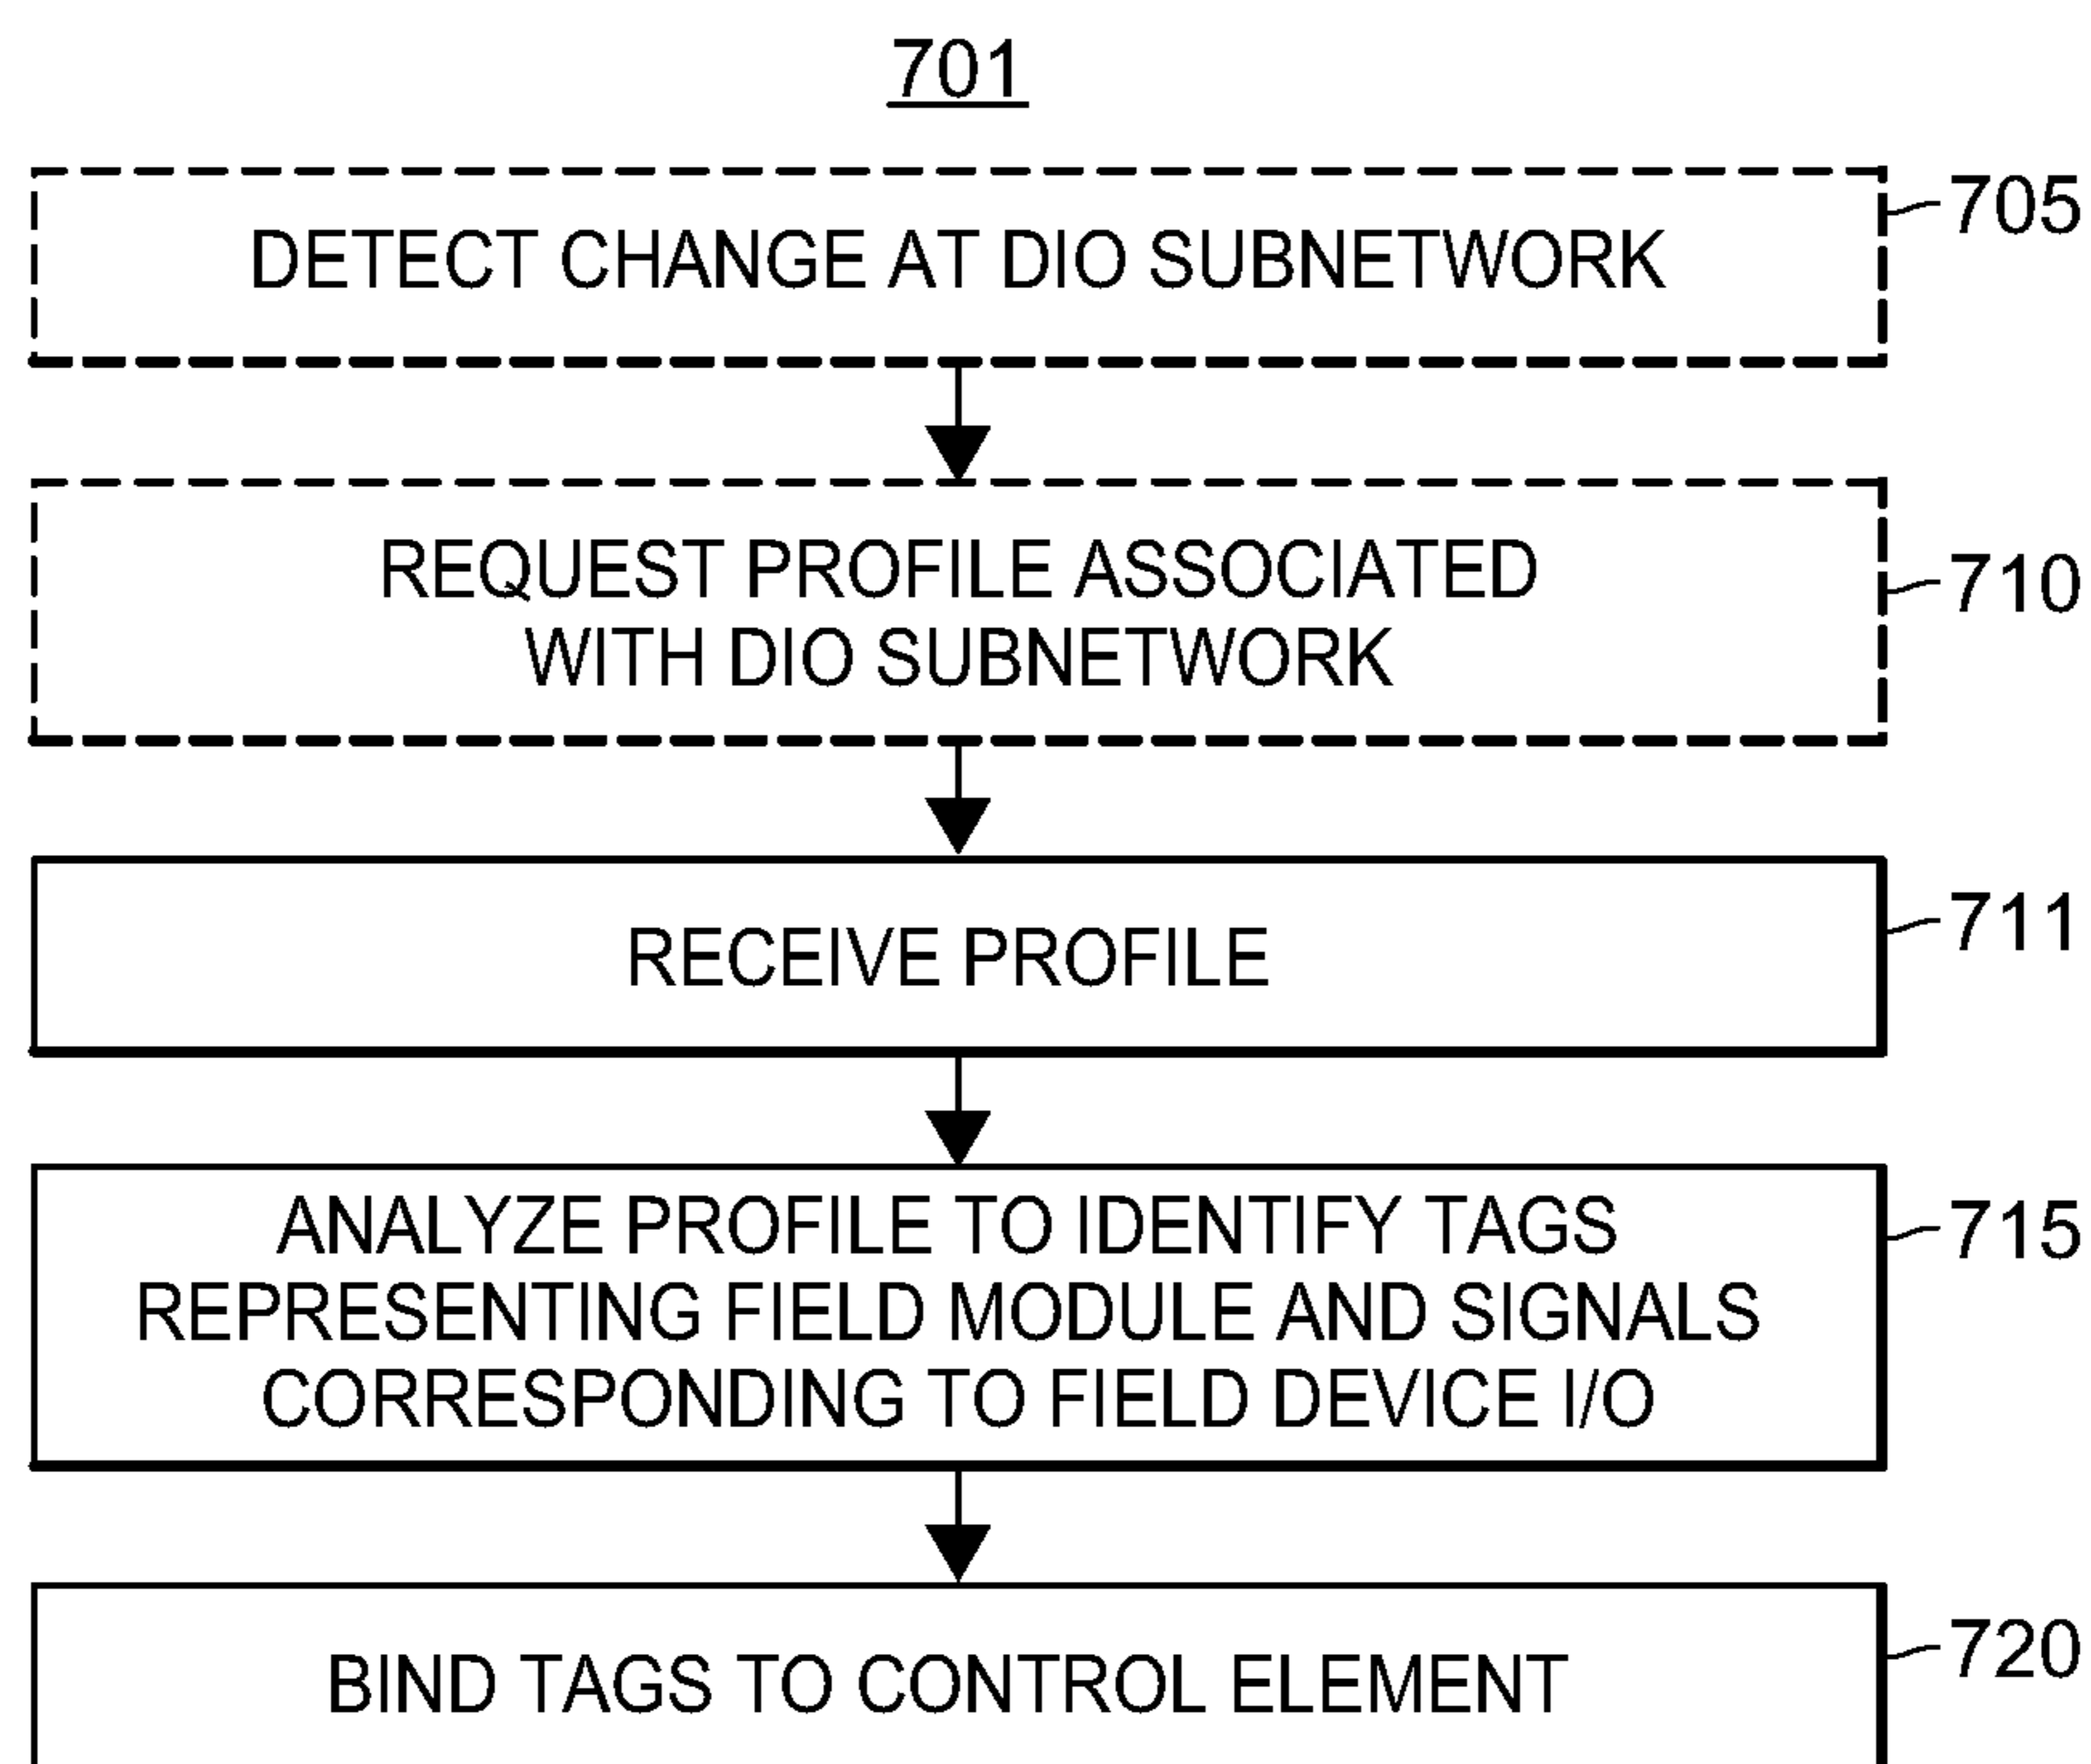 701
DETECT CHANGE AT DIO SUBNETWORK
705
REQUEST PROFILE ASSOCIATED
WITH DIO SUBNETWORK
710
RECEIVE PROFILE
711
ANALYZE PROFILE TO IDENTIFY TAGS
REPRESENTING FIELD MODULE AND SIGNALS
CORRESPONDING TO FIELD DEVICE I/O
715
BIND TAGS TO CONTROL ELEMENT
720